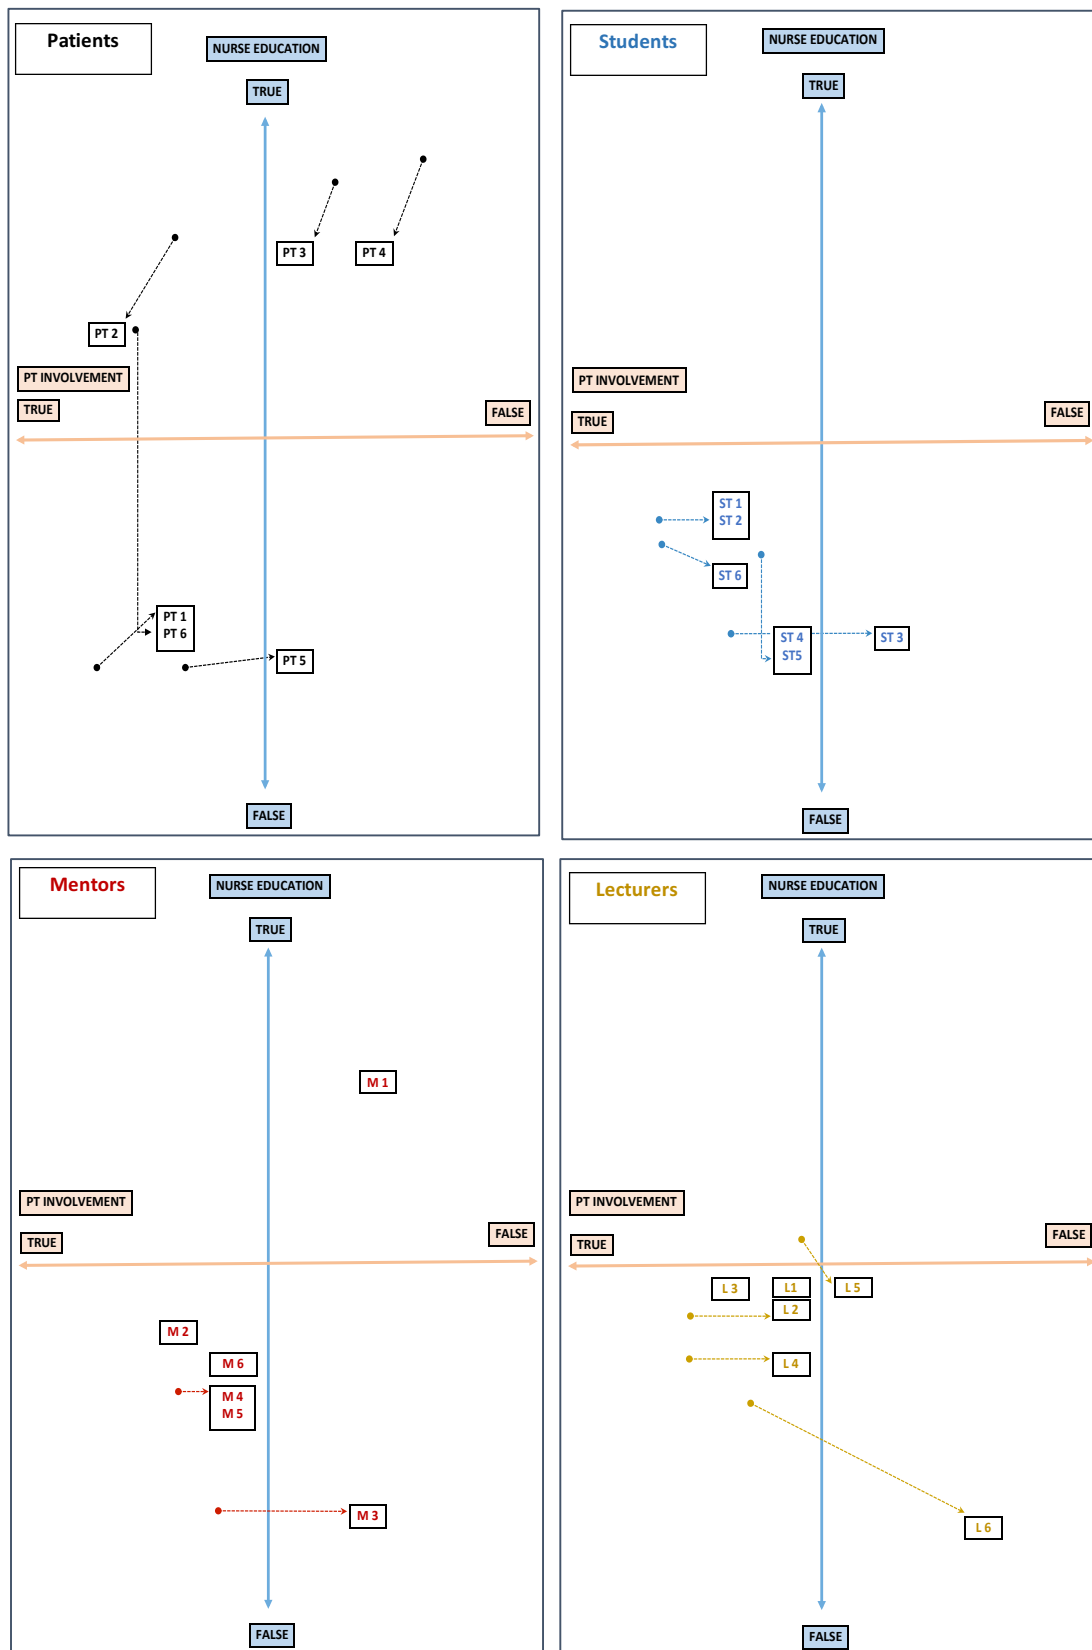 Patients
NURSE EDUCATION
TRUE
PT 3
PT 4
PT 2
PT INVOLVEMENT
TRUE
FALSE
PT 1
PT 6
PT 5
FALSE
Students
NURSE EDUCATION
TRUE
PT INVOLVEMENT
TRUE
FALSE
ST 1
ST 2
ST 6
ST 4
ST5
ST 3
FALSE
Mentors
NURSE EDUCATION
TRUE
M 1
PT INVOLVEMENT
TRUE
FALSE
M 2
M 6
M 4
M 5
M 3
FALSE
Lecturers
NURSE EDUCATION
TRUE
PT INVOLVEMENT
TRUE
FALSE
L 3
L1
L 5
L 2
L 4
L 6
FALSE